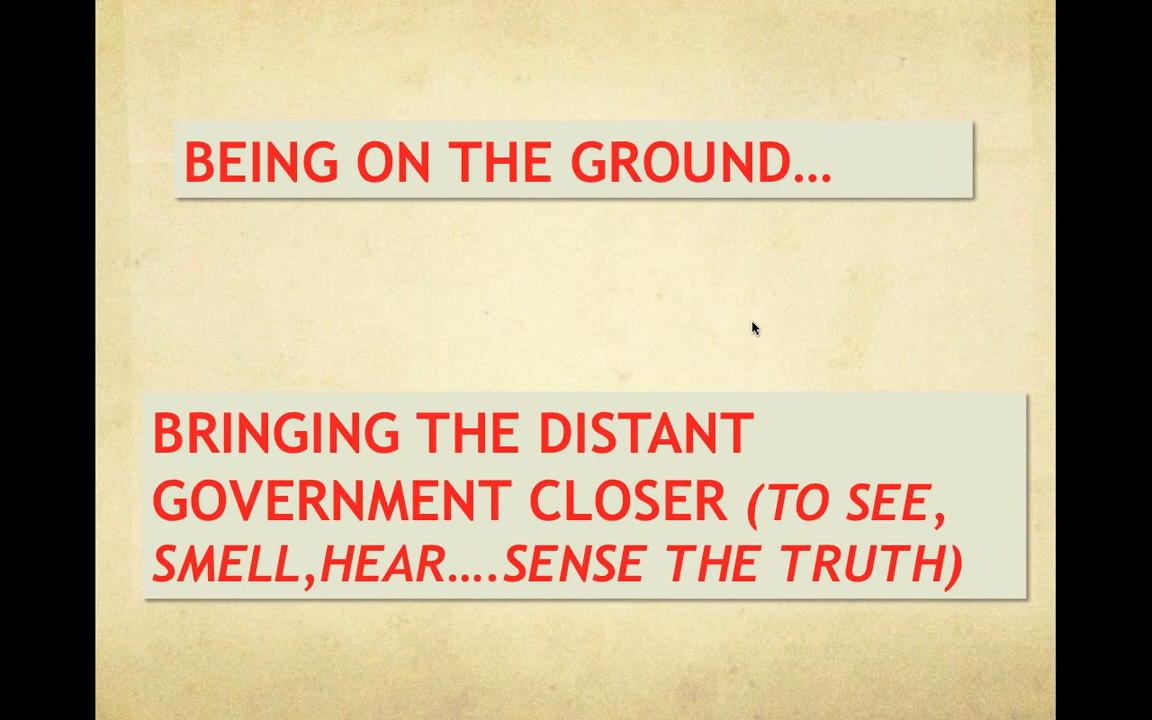 BEING ON THE GROUND...
BRINGING THE DISTANT
GOVERNMENT CLOSER (TO SEE,
SMELL,HEAR....SENSE THE TRUTH)